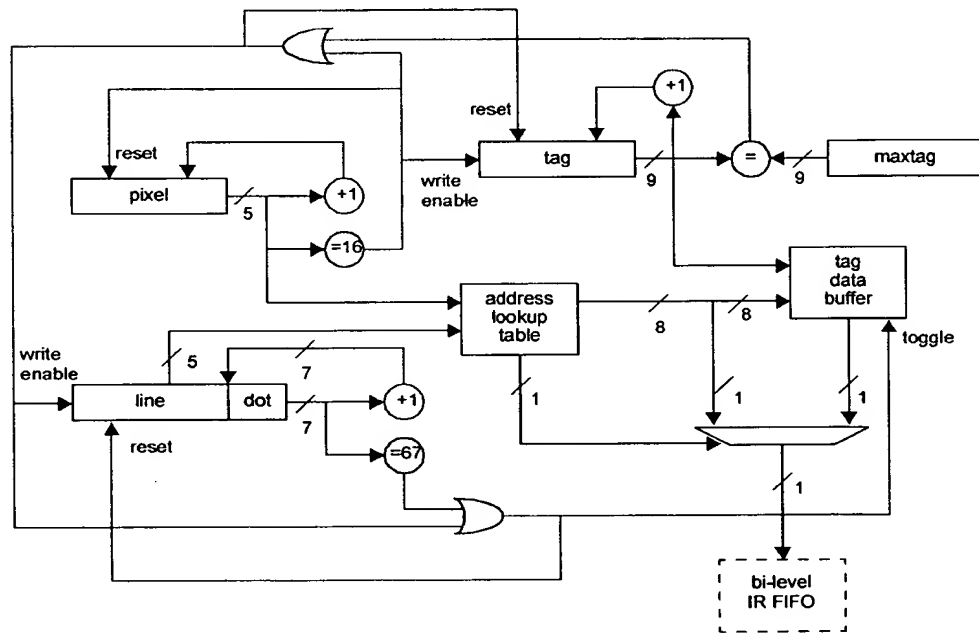 +1
reset
reset
tag
=
maxtag
9
9
write
enable
pixel
+1
5
=16
address
lookup
table
tag
data
buffer
8
8
toggle
write
enable
5
7
line
dot
+1
7
1
1
1
reset
=67
1
bi-level
IR FIFO